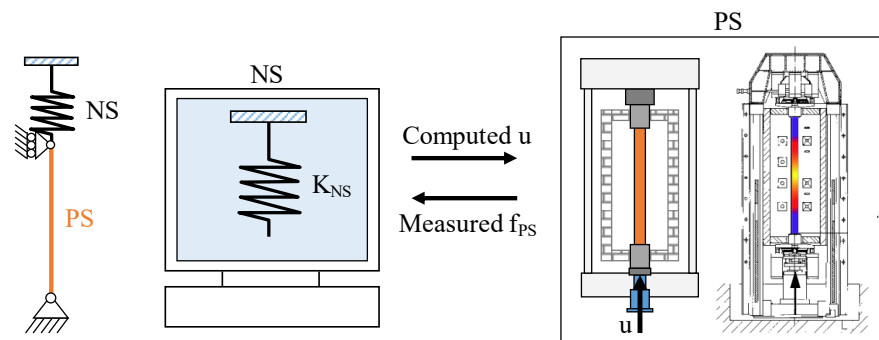 PS
NS
NS
PS
K_NS
Computed u
Measured f_PS
u